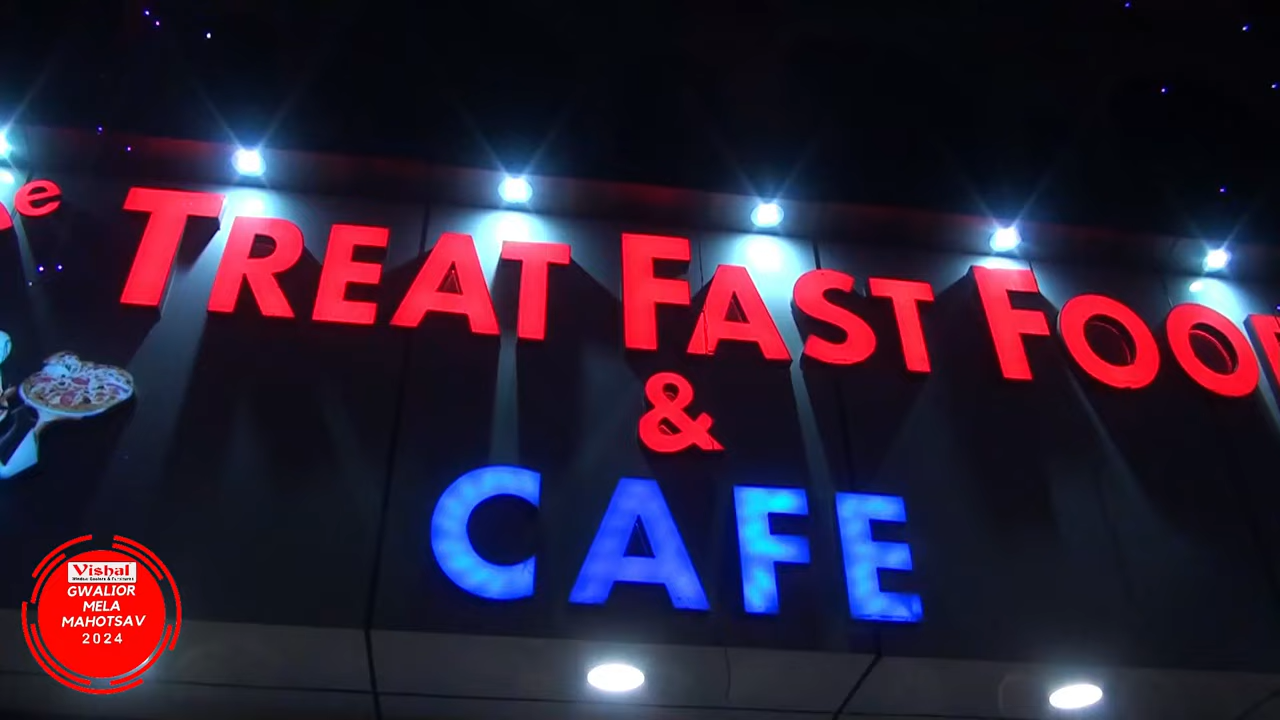 e TREAT FAST FOO
&
CAFE
Vishal
GWALIOR
MELA
MAHOTSAV
2024